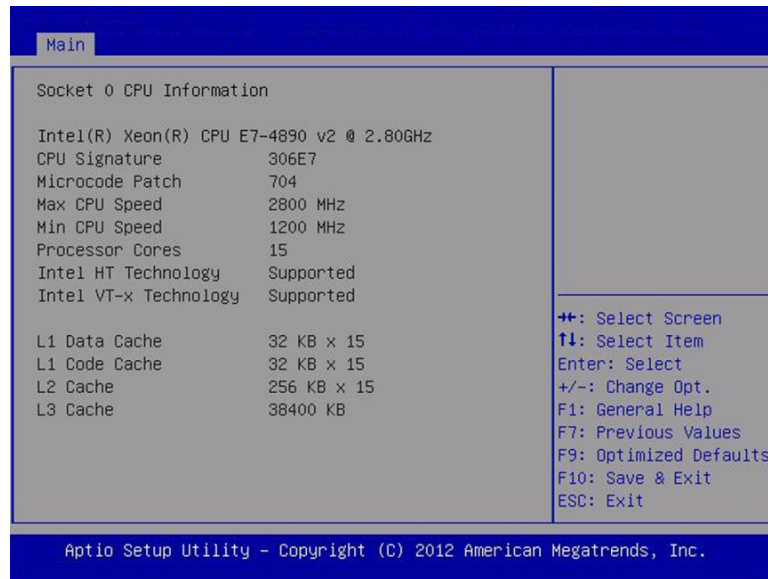 Main
Socket 0 CPU Information
Intel(R) Xeon(R) CPU E7-4890 v2 @ 2.80GHz
CPU Signature 306E7
Microcode Patch 704
Max CPU Speed 2800 MHz
Min CPU Speed 1200 MHz
Processor Cores 15
Intel HT Technology Supported
Intel VT-x Technology Supported
L1 Data Cache 32 KB x 15
L1 Code Cache 32 KB x 15
L2 Cache 256 KB x 15
L3 Cache 38400 KB
→←: Select Screen
↑↓: Select Item
Enter: Select
+/-: Change Opt.
F1: General Help
F7: Previous Values
F9: Optimized Defaults
F10: Save & Exit
ESC: Exit
Aptio Setup Utility – Copyright (C) 2012 American Megatrends, Inc.